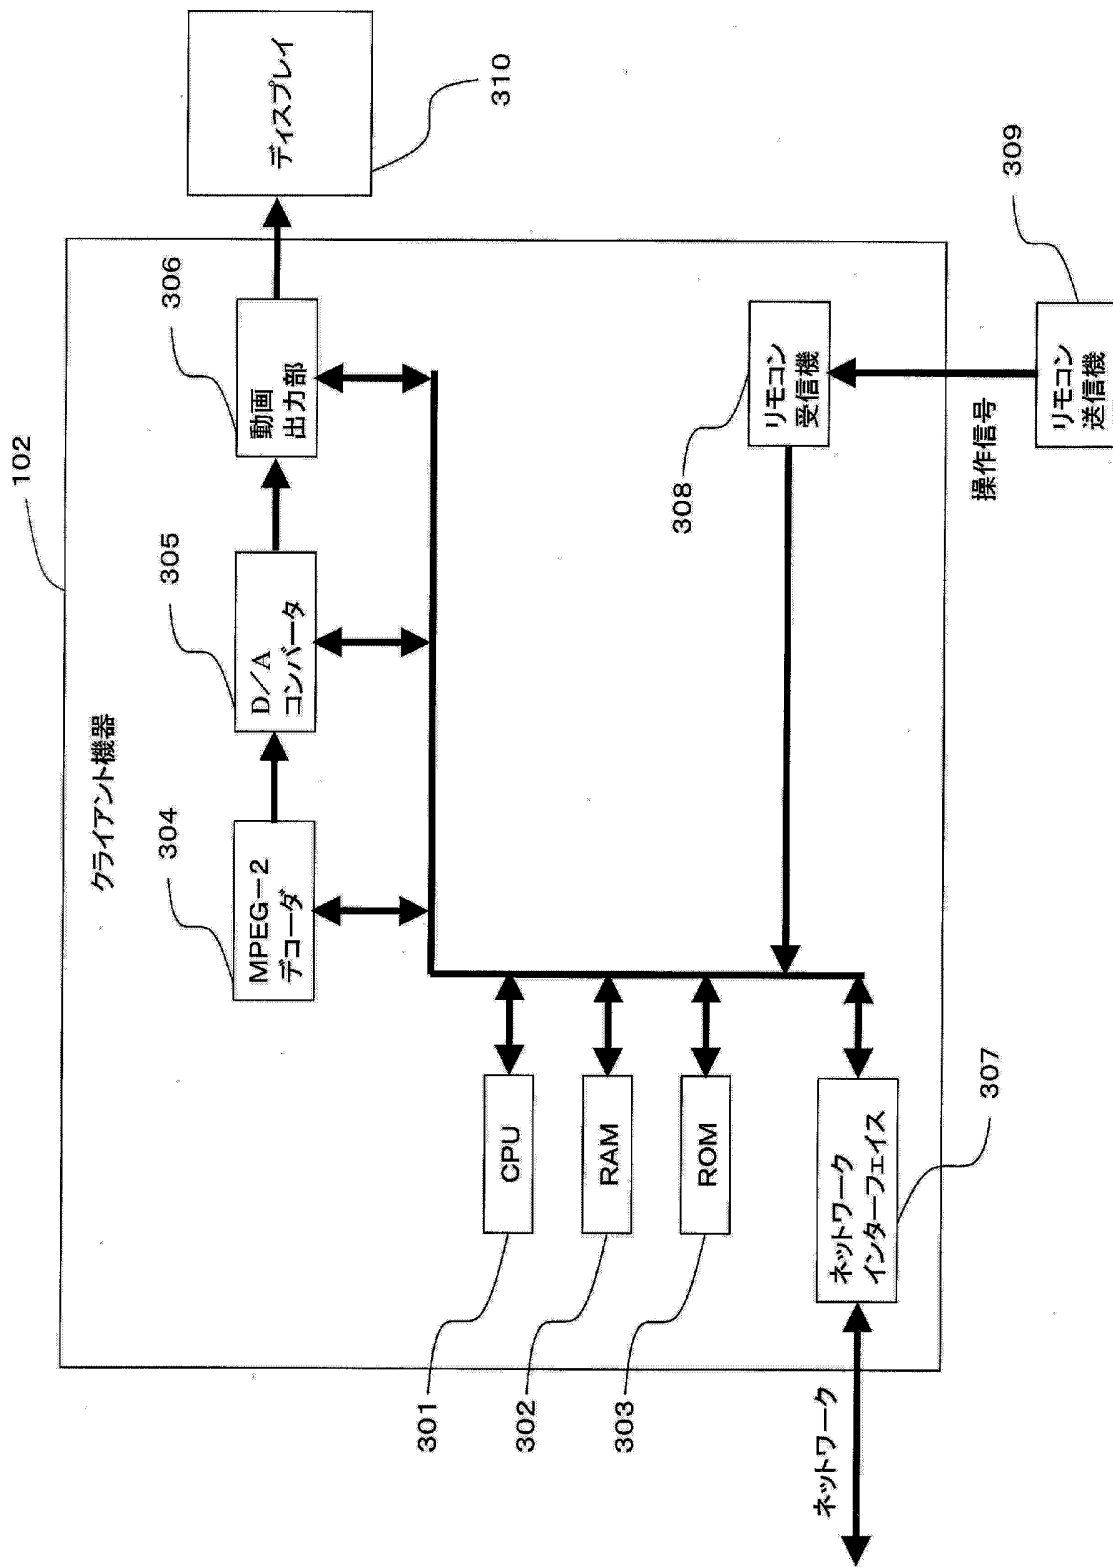 102
クライアント機器
304
MPEG－2
デコーダ
305
D／A
コンバータ
306
動画
出力部
ディスプレイ
310
301
CPU
302
RAM
303
ROM
308
リモコン
受信機
ネットワーク
ネットワーク
インターフェイス
307
操作信号
リモコン
送信機
309